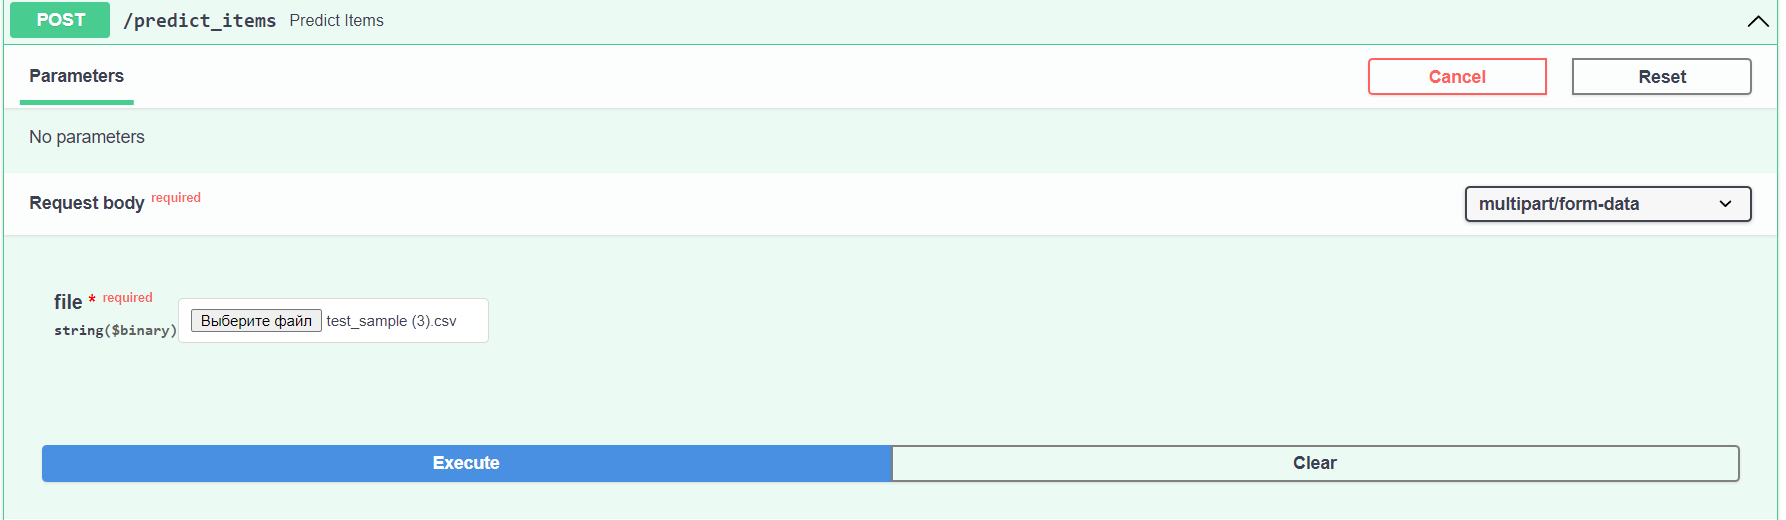 POST /predict_items Predict Items
Parameters Cancel Reset
No parameters
Request body required multipart/form-data
file * required
string($binary) Выберите файл test_sample (3).csv
Execute Clear